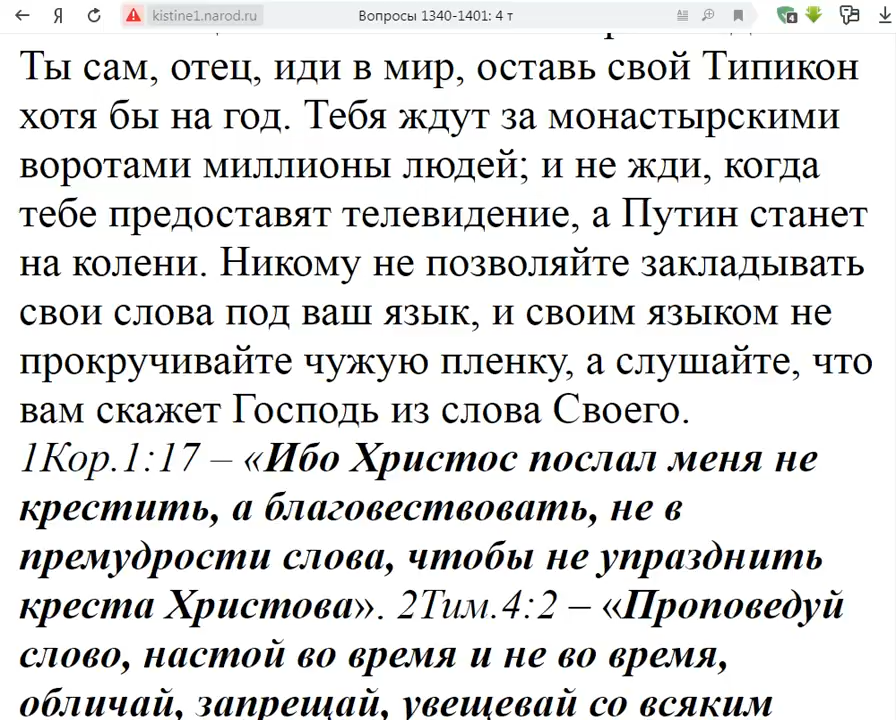 kistine1.narod.ru
Вопросы 1340-1401: 4 т
4
Ты сам, отец, иди в мир, оставь свой Типикон
хотя бы на год. Тебя ждут за монастырскими
воротами миллионы людей; и не жди, когда
тебе предоставят телевидение, а Путин станет
на колени. Никому не позволяйте закладывать
свои слова под ваш язык, и своим языком не
прокручивайте чужую пленку, а слушайте, что
вам скажет Господь из слова Своего.
1Кор.1:17 – «Ибо Христос послал меня не
крестить, а благовествовать, не в
премудрости слова, чтобы не упразднить
креста Христова». 2Тим.4:2 – «Проповедуй
слово, настой во время и не во время,
обличай, запрещай, увещевай со всяким